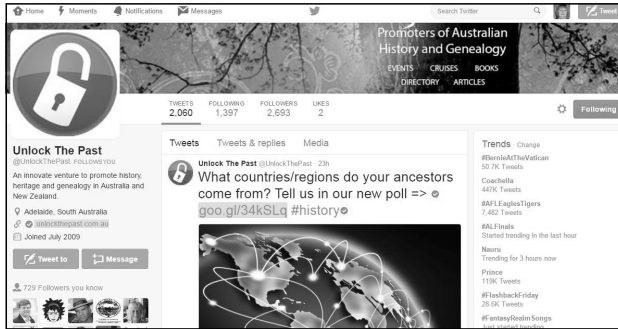 Home Moments Notifications Messages Search Twitter Tweet
Promoters of Australian
History and Genealogy
EVENTS CRUISES BOOKS
DIRECTORY ARTICLES
TWEETS FOLLOWING FOLLOWERS LIKES
2,060 1,397 2,693 2
Following
Unlock The Past
@UnlockThePast FOLLOWS YOU
An innovate venture to promote history,
heritage and genealogy in Australia and
New Zealand.
Adelaide, South Australia
unlockthepast.com.au
Joined July 2009
Tweet to Message
729 Followers you know
Tweets Tweets & replies Media
Unlock The Past @UnlockThePast · 23h
What countries/regions do your ancestors
come from? Tell us in our new poll =>
goo.gl/34kSLq #history
Trends · Change
#BernieAtTheVatican
50.7K Tweets
Coachella
447K Tweets
#AFLEaglesTigers
7,482 Tweets
#ALFinals
Started trending in the last hour
Nauru
Trending for 3 hours now
Prince
119K Tweets
#FlashbackFriday
28.6K Tweets
#FantasyRealmSongs
Just started trending